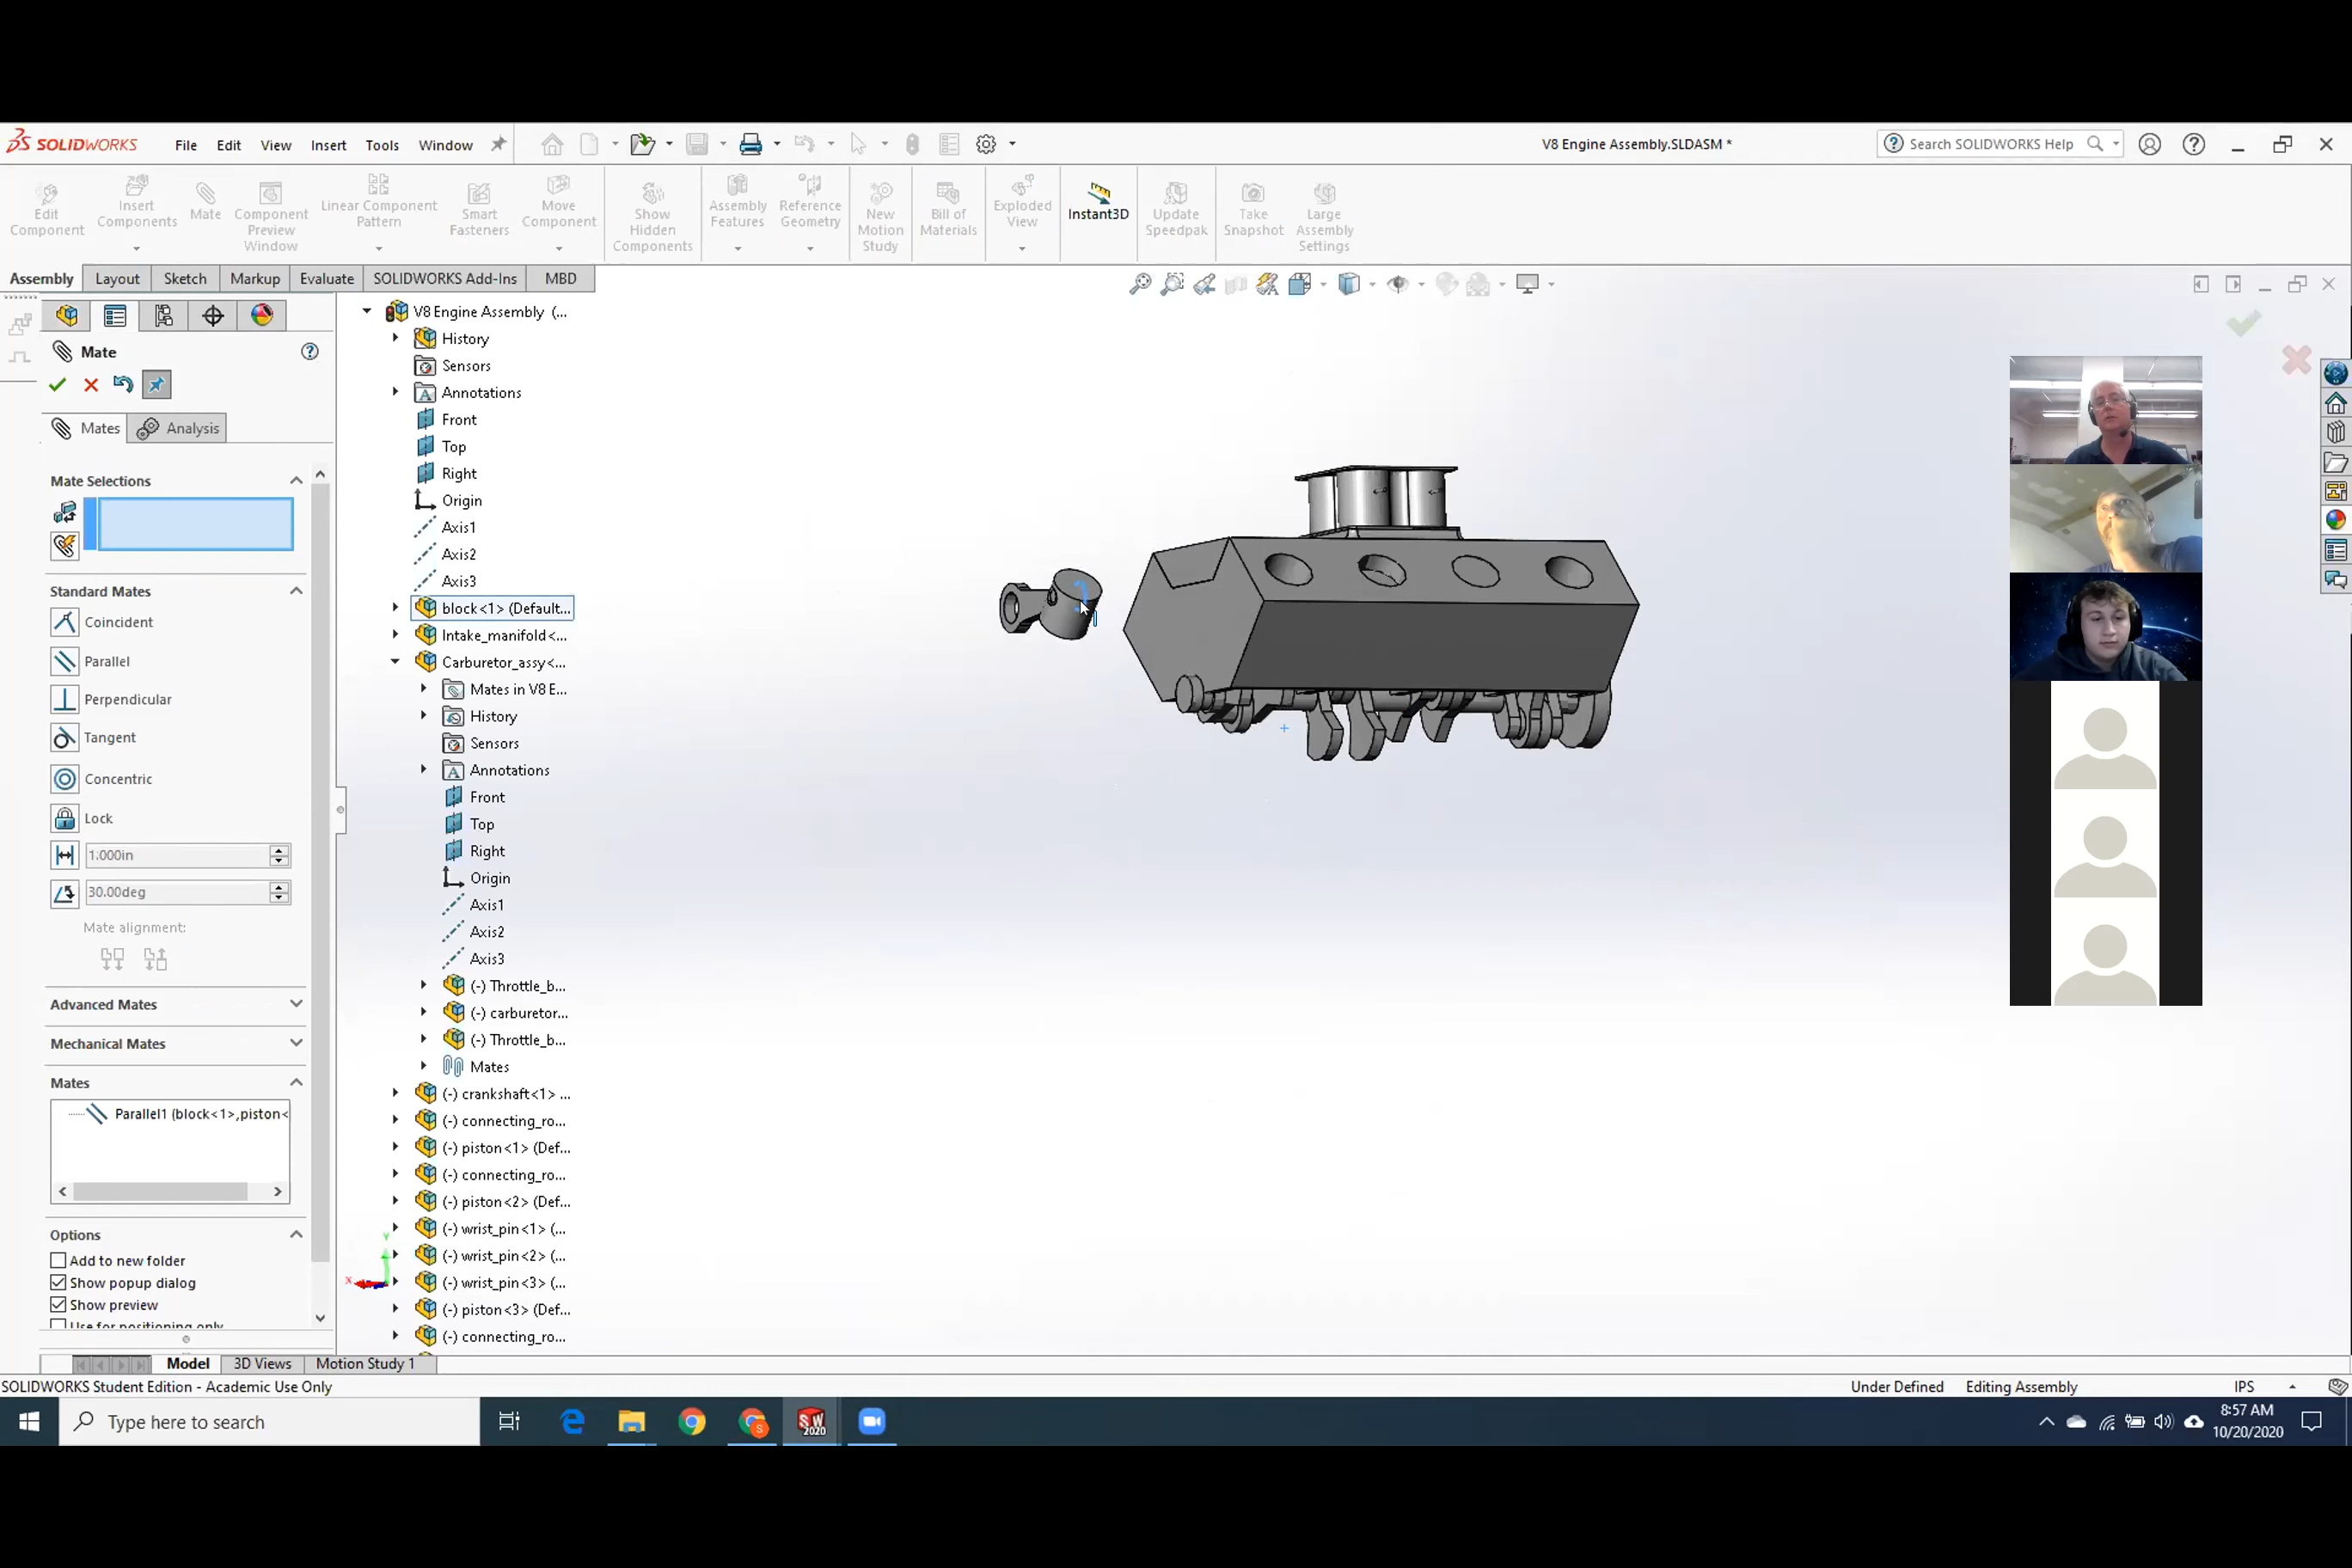 SOLIDWORKS File Edit View Insert Tools Window V8 Engine Assembly.SLDASM * Search SOLIDWORKS Help
Edit Component Insert Components Mate Component Preview Window Linear Component Pattern Smart Fasteners Move Component Show Hidden Components Assembly Features Reference Geometry New Motion Study Bill of Materials Exploded View Instant3D Update Speedpak Take Snapshot Large Assembly Settings
Assembly Layout Sketch Markup Evaluate SOLIDWORKS Add-Ins MBD
Mate
Mates Analysis
Mate Selections
Standard Mates
Coincident
Parallel
Perpendicular
Tangent
Concentric
Lock
1.000in
30.00deg
Mate alignment:
Advanced Mates
Mechanical Mates
Mates
Parallel1 (block<1>,piston<
Options
Add to new folder
Show popup dialog
Show preview
Use for positioning only
V8 Engine Assembly (...
History
Sensors
Annotations
Front
Top
Right
Origin
Axis1
Axis2
Axis3
block<1> (Default...
Intake_manifold<...
Carburetor_assy<...
Mates in V8 E...
History
Sensors
Annotations
Front
Top
Right
Origin
Axis1
Axis2
Axis3
(-) Throttle_b...
(-) carburetor...
(-) Throttle_b...
Mates
(-) crankshaft<1> ...
(-) connecting_ro...
(-) piston<1> (Def...
(-) connecting_ro...
(-) piston<2> (Def...
(-) wrist_pin<1> (...
(-) wrist_pin<2> (...
(-) wrist_pin<3> (...
(-) piston<3> (Def...
(-) connecting_ro...
Y
X
Model 3D Views Motion Study 1
SOLIDWORKS Student Edition - Academic Use Only Under Defined Editing Assembly IPS
Type here to search S SW 2020 8:57 AM
10/20/2020